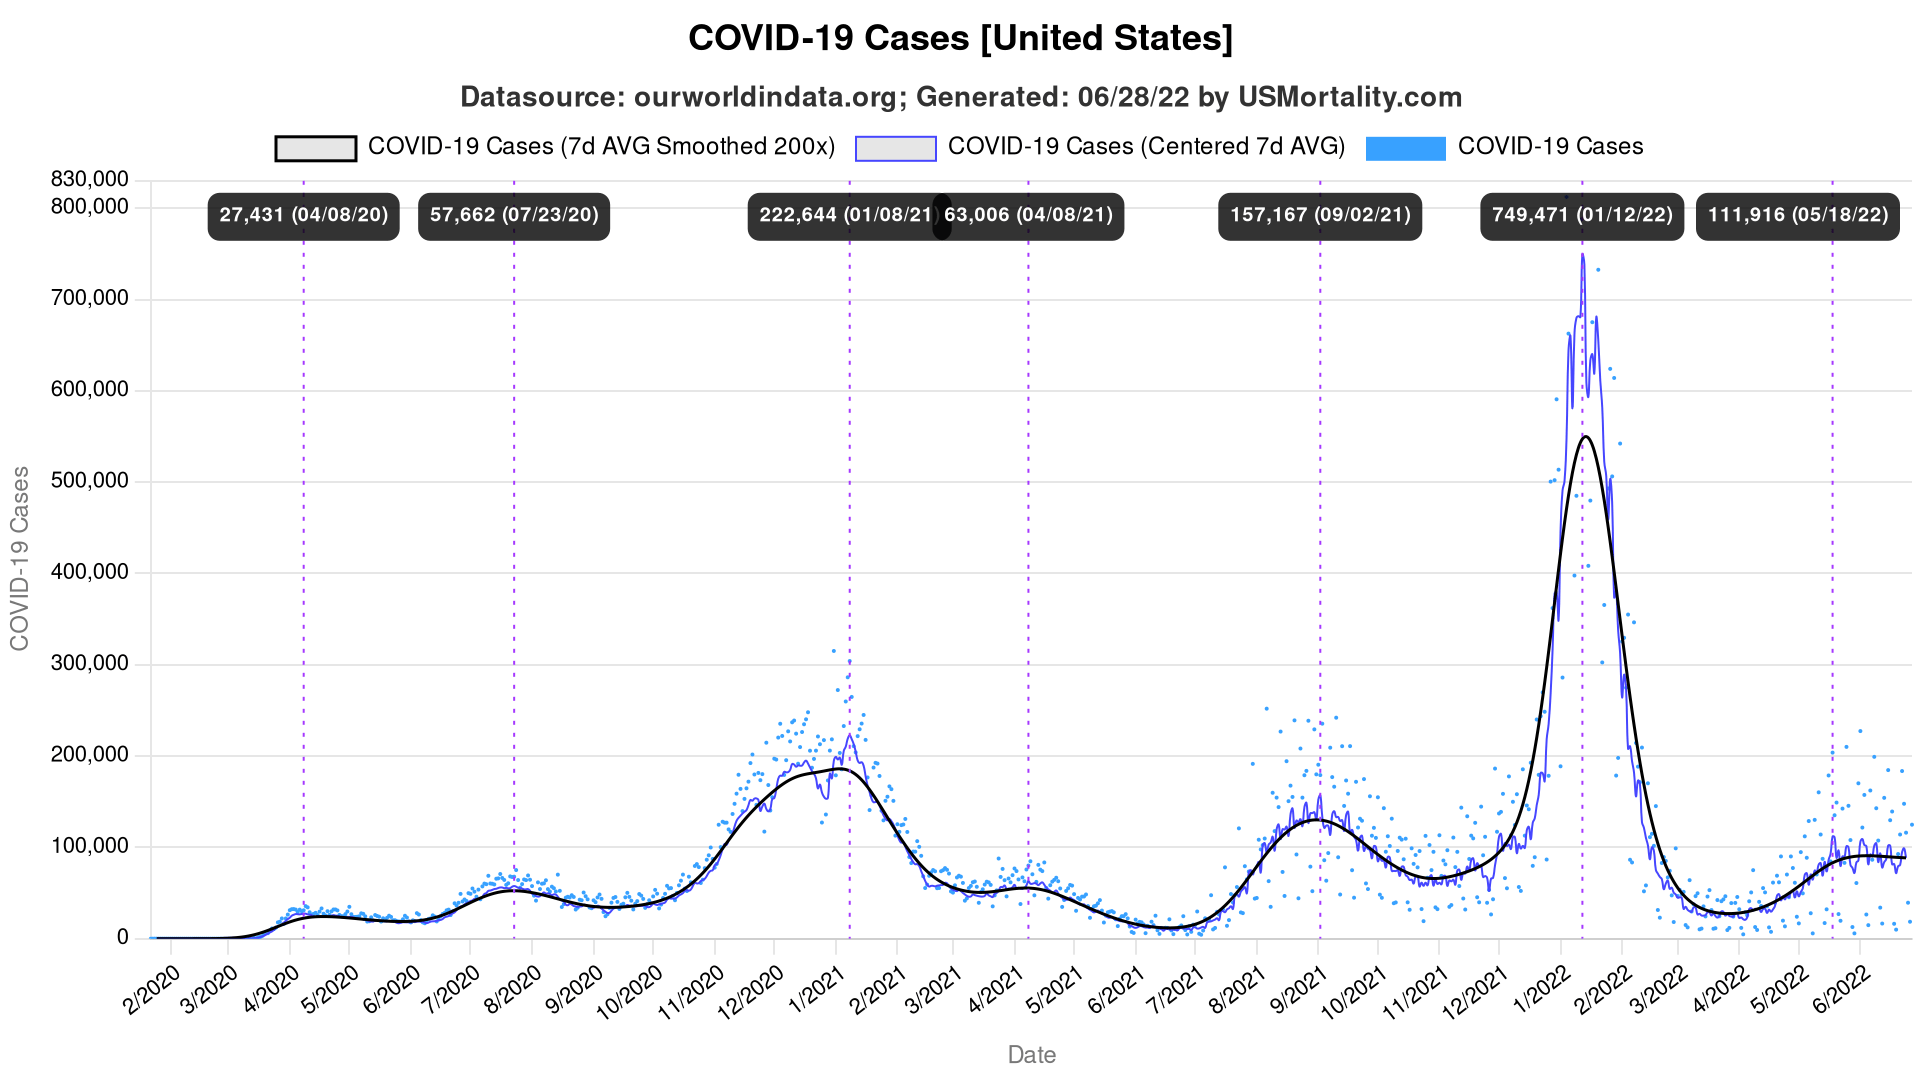 COVID-19 Cases [United States]
Datasource: ourworldindata.org; Generated: 06/28/22 by USMortality.com
COVID-19 Cases (7d AVG Smoothed 200x) COVID-19 Cases (Centered 7d AVG) COVID-19 Cases
830,000
800,000
700,000
600,000
500,000
400,000
300,000
200,000
100,000
0
COVID-19 Cases
27,431 (04/08/20) 57,662 (07/23/20) 222,644 (01/08/21) 63,006 (04/08/21) 157,167 (09/02/21) 749,471 (01/12/22) 111,916 (05/18/22)
2/2020 3/2020 4/2020 5/2020 6/2020 7/2020 8/2020 9/2020 10/2020 11/2020 12/2020 1/2021 2/2021 3/2021 4/2021 5/2021 6/2021 7/2021 8/2021 9/2021 10/2021 11/2021 12/2021 1/2022 2/2022 3/2022 4/2022 5/2022 6/2022
Date